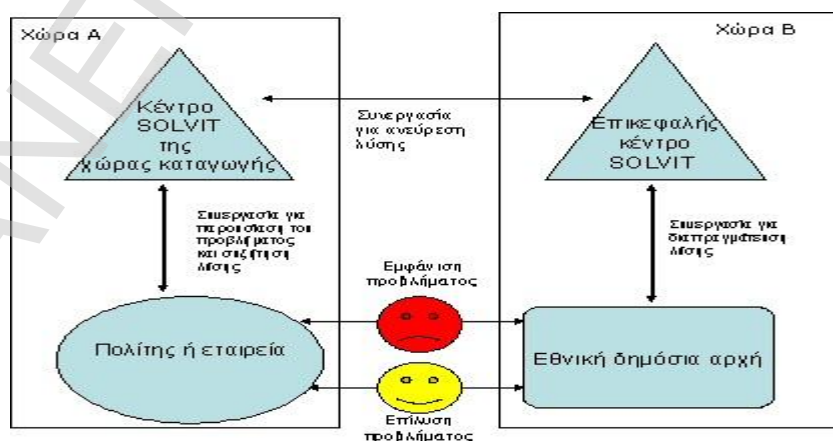 Χώρα Α
Χώρα Β
Κέντρο
SOLVIT
της
χώρας καταγωγής
Συνεργασία
για ανεύρεση
λύσης
Επικεφαλής
κέντρο
SOLVIT
Συνεργασία για
παρουσίαση του
προβλήματος
και συζήτηση
λύσης
Συνεργασία για
διαπραγμάτευση
λύσης
Εμφάνιση
προβλήματος
Πολίτης ή εταιρεία
Εθνική δημόσια αρχή
Επίλυση
προβλήματος